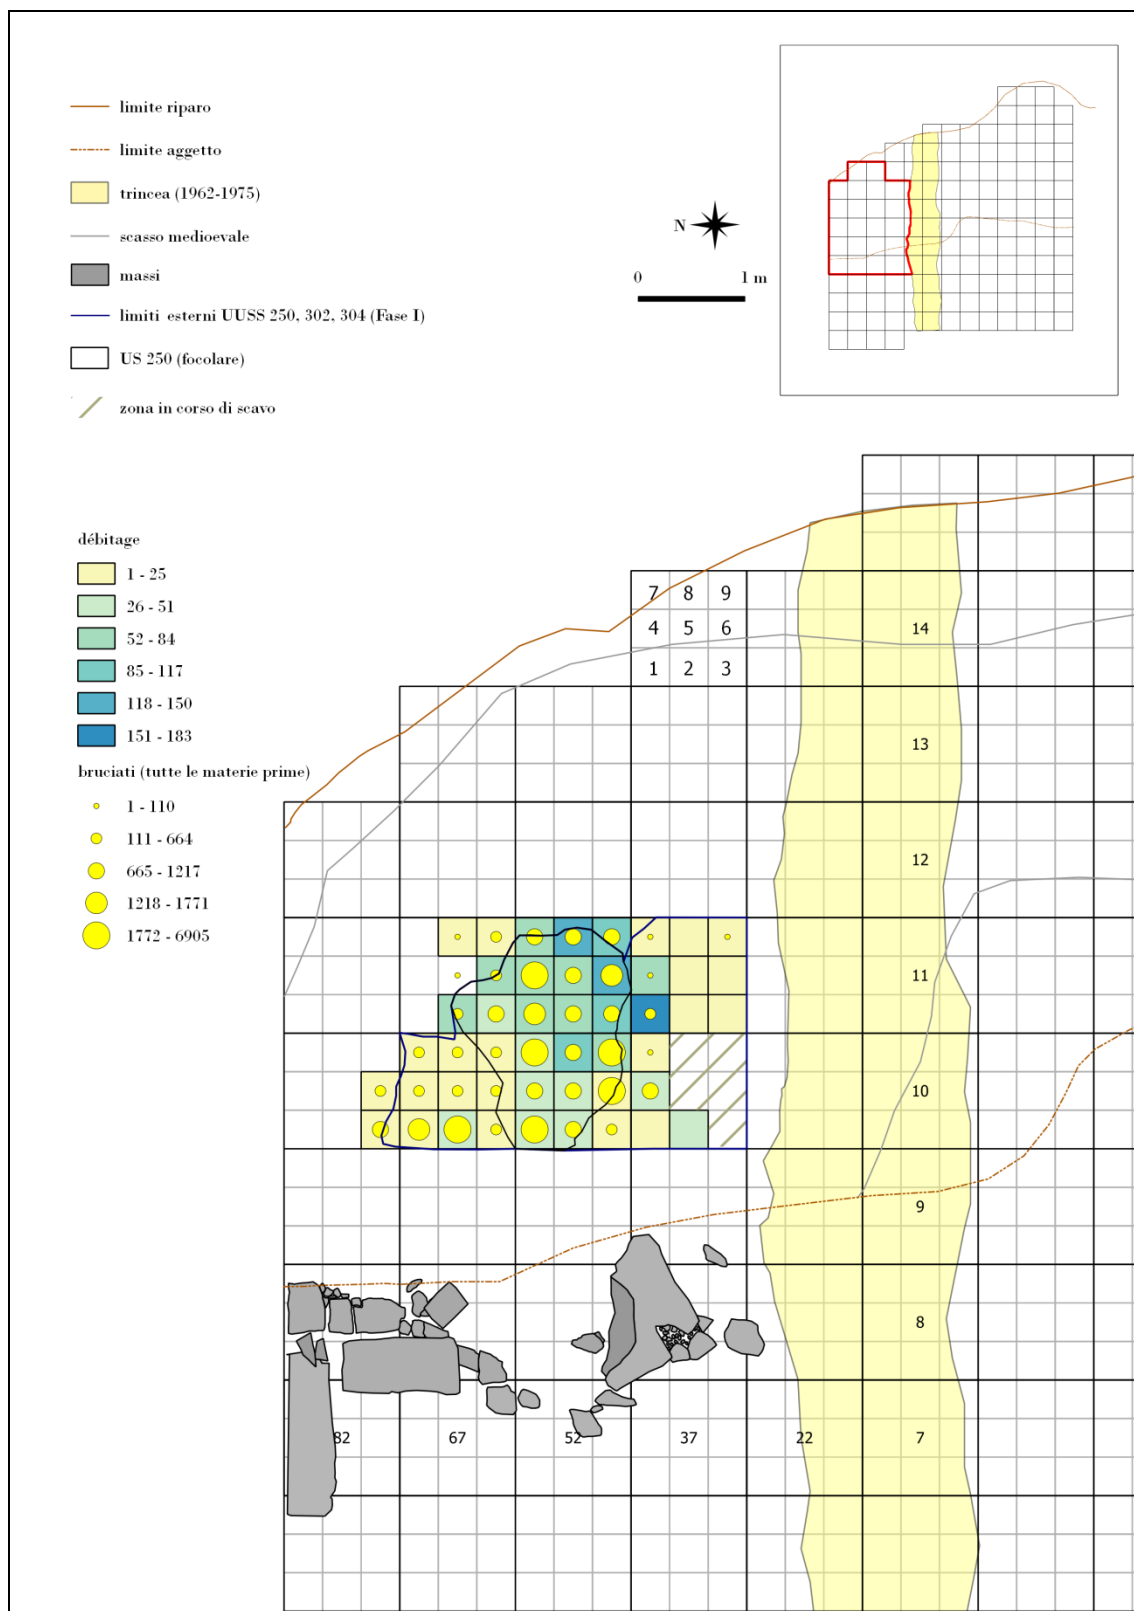 limite riparo
limite aggetto
trincea (1962-1975)
scasso medioevale
massi
limiti esterni UUSS 250, 302, 304 (Fase I)
US 250 (focolare)
zona in corso di scavo
N
0 1 m
débitage
1 - 25
26 - 51
52 - 84
85 - 117
118 - 150
151 - 183
bruciati (tutte le materie prime)
1 - 110
111 - 664
665 - 1217
1218 - 1771
1772 - 6905
7 8 9
4 5 6
1 2 3
14
13
12
11
10
9
8
82 67 52 37 22 7